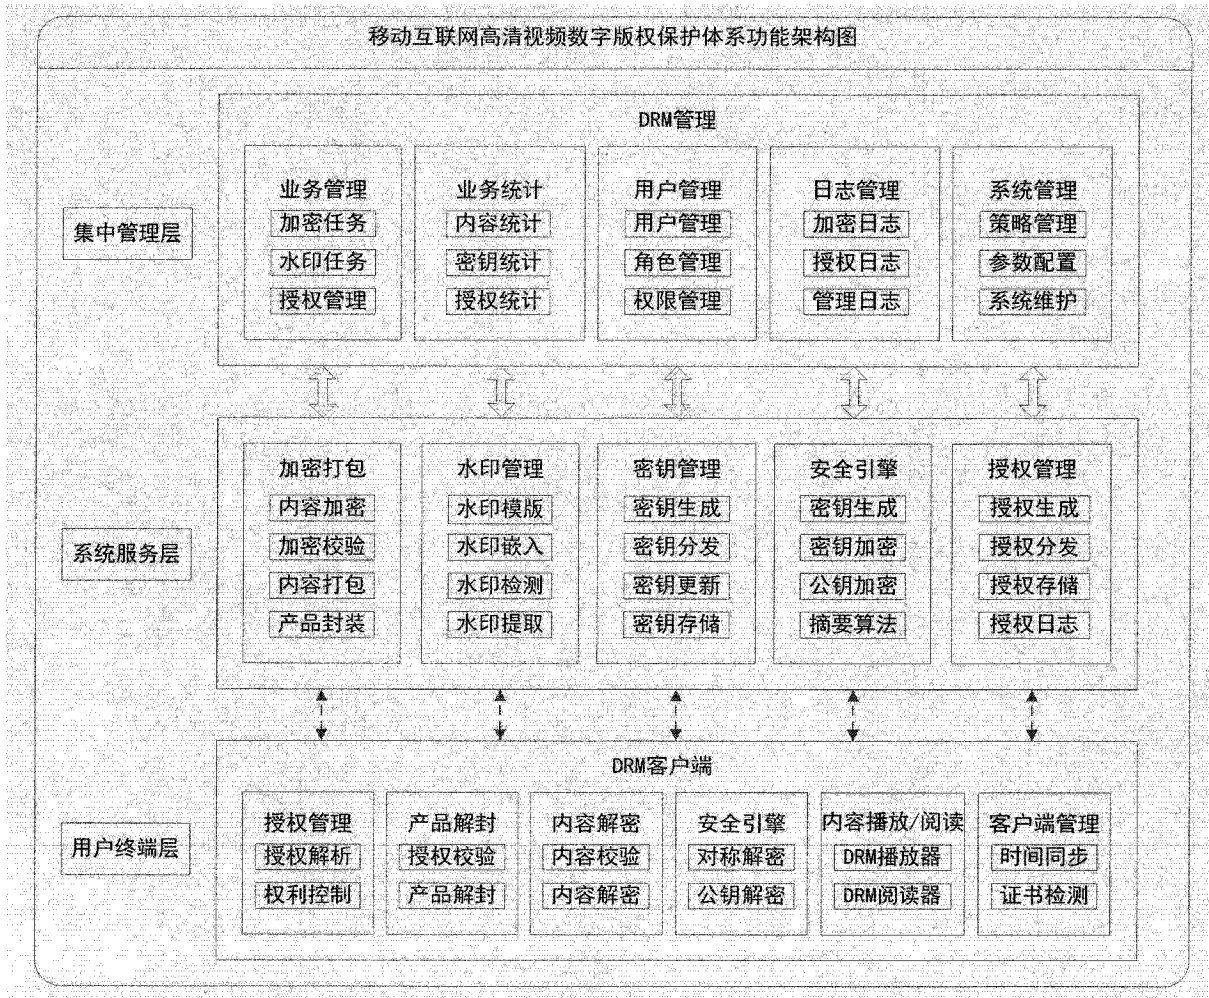 移动互联网高清视频数字版权保护体系功能架构图
集中管理层
DRM管理
业务管理
加密任务
水印任务
授权管理
业务统计
内容统计
密钥统计
授权统计
用户管理
用户管理
角色管理
权限管理
日志管理
加密日志
授权日志
管理日志
系统管理
策略管理
参数配置
系统维护
系统服务层
加密打包
内容加密
加密校验
内容打包
产品封装
水印管理
水印模版
水印嵌入
水印检测
水印提取
密钥管理
密钥生成
密钥分发
密钥更新
密钥存储
安全引擎
密钥生成
密钥加密
公钥加密
摘要算法
授权管理
授权生成
授权分发
授权存储
授权日志
用户终端层
DRM客户端
授权管理
授权解析
权利控制
产品解封
授权校验
产品解封
内容解密
内容校验
内容解密
安全引擎
对称解密
公钥解密
内容播放/阅读
DRM播放器
DRM阅读器
客户端管理
时间同步
证书检测